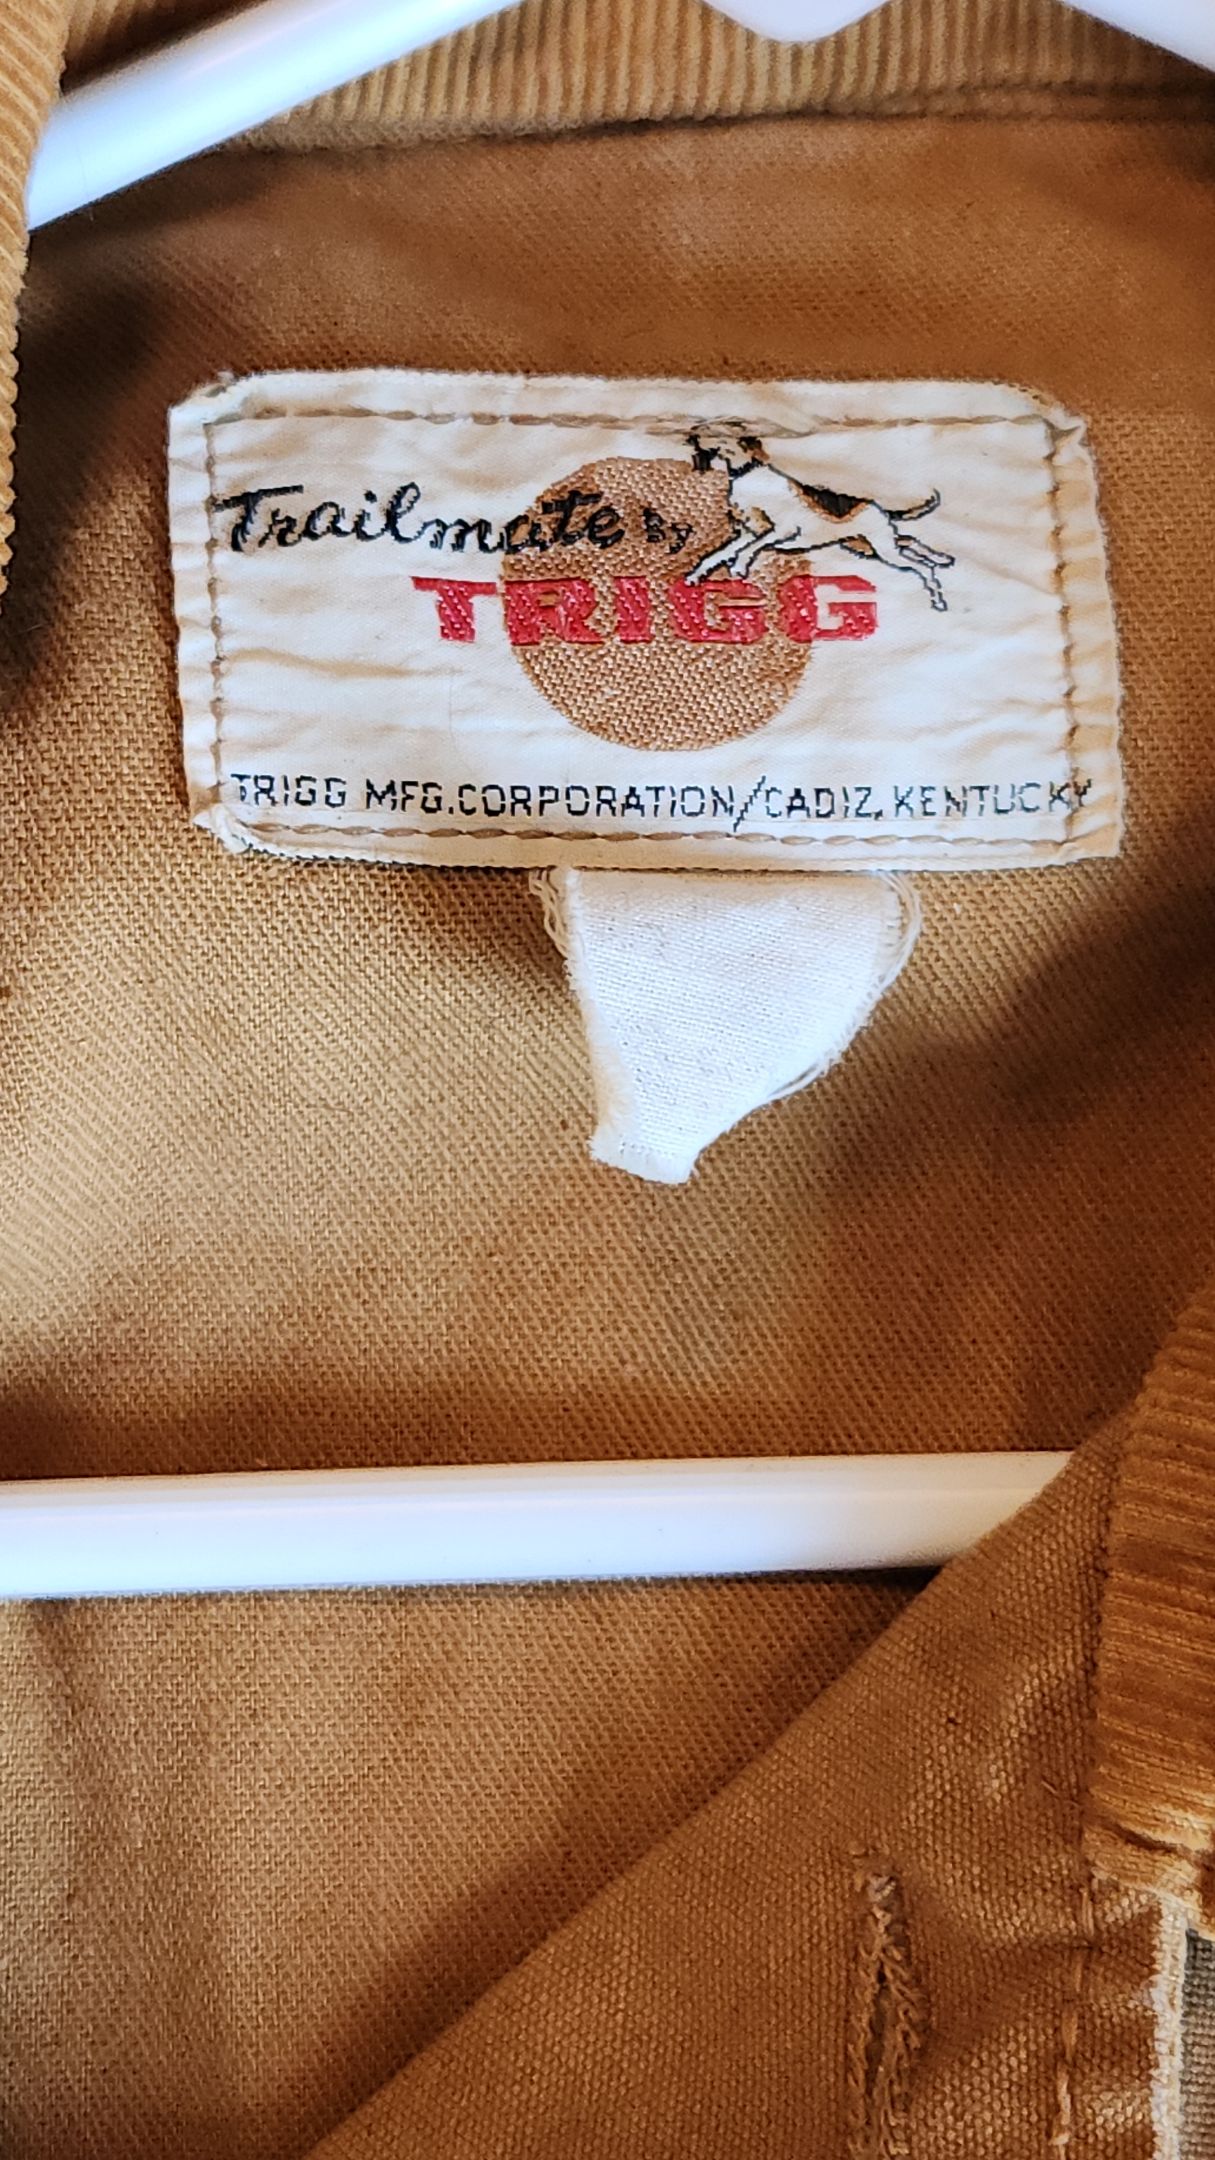 Trailmate By
TRIGG
TRIGG MFG.CORPORATION/CADIZ, KENTUCKY